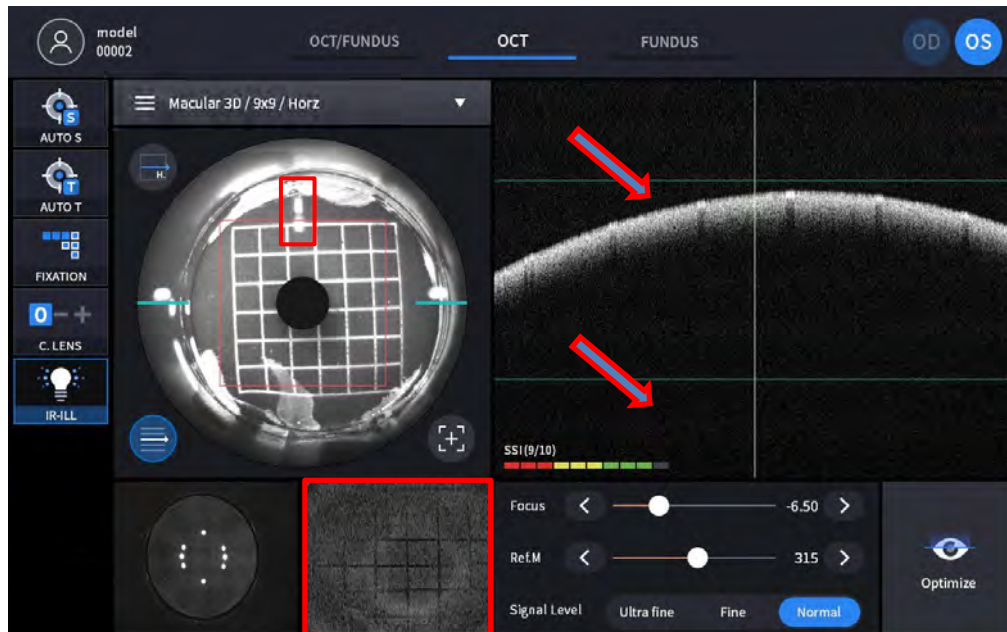 model
00002
OCT/FUNDUS
OCT
FUNDUS
OD
OS
S
AUTO S
T
AUTO T
FIXATION
0 - +
C. LENS
IR-ILL
Macular 3D / 9x9 / Horz
H.
SSI(9/10)
Focus
-6.50
Ref.M
315
Signal Level
Ultra fine
Fine
Normal
Optimize